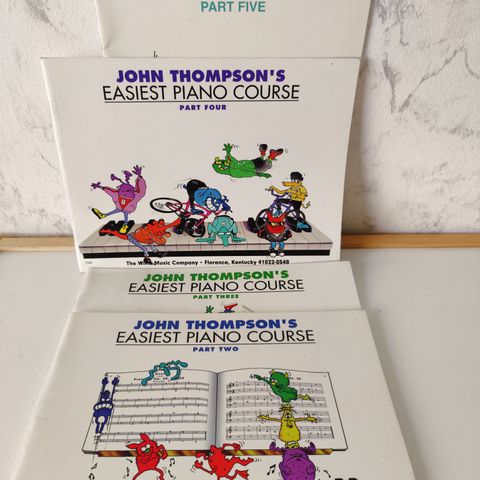 PART FIVE
JOHN THOMPSON'S
EASIEST PIANO COURSE
PART FOUR
The Willis Music Company • Florence, Kentucky 41022-0548
JOHN THOMPSON'S
EASIEST PIANO COURSE
PART THREE
JOHN THOMPSON'S
EASIEST PIANO COURSE
PART TWO